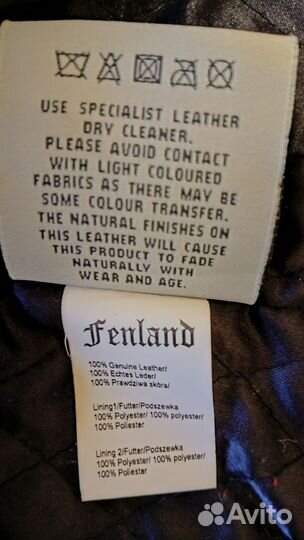 USE SPECIALIST LEATHER
DRY CLEANER.
PLEASE AVOID CONTACT
WITH LIGHT COLOURED
FABRICS AS THERE MAY BE
SOME COLOUR TRANSFER.
THE NATURAL FINISHES ON
THIS LEATHER WILL CAUSE
THIS PRODUCT TO FADE
NATURALLY WITH
WEAR AND AGE.
Fenland
100% Genuine Leather/
100% Echtes Leder/
100% Prawdziwa skóra/
Lining1/Futter/Podszewka
100% Polyester/ 100% polyester/
100% Poliester
Lining 2/Futter/Podszewka
100% Polyester/ 100% polyester/
100% Poliester
Avito